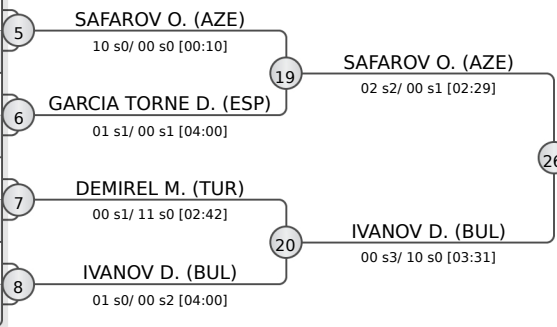 5
SAFAROV O. (AZE)
10 s0/ 00 s0 [00:10]
19
SAFAROV O. (AZE)
02 s2/ 00 s1 [02:29]
6
GARCIA TORNE D. (ESP)
01 s1/ 00 s1 [04:00]
26
7
DEMIREL M. (TUR)
00 s1/ 11 s0 [02:42]
20
IVANOV D. (BUL)
00 s3/ 10 s0 [03:31]
8
IVANOV D. (BUL)
01 s0/ 00 s2 [04:00]